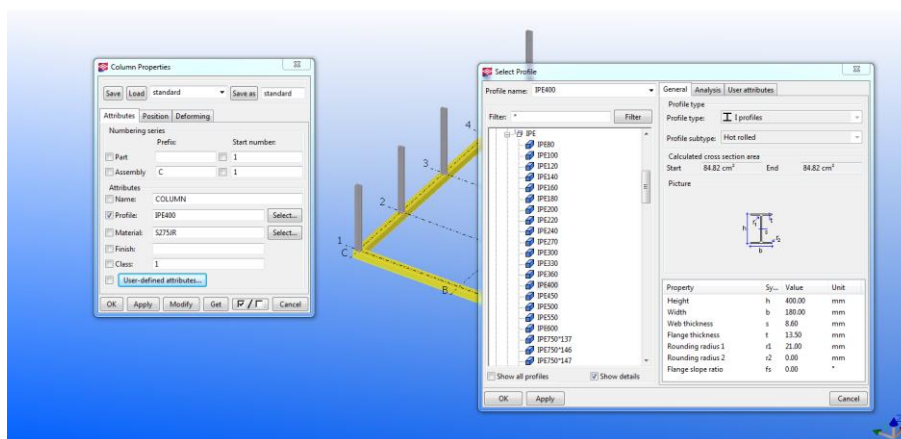 Column Properties
Save Load standard Save as standard
Attributes Position Deforming
Numbering series
Prefix: Start number:
Part 1
Assembly C 1
Attributes
Name: COLUMN
Profile: IPE400 Select...
Material: S275JR Select...
Finish:
Class: 1
User-defined attributes...
OK Apply Modify Get Cancel
4
3
2
1
C
B
Select Profile
Profile name: IPE400
Filter: * Filter
IPE
IPE80
IPE100
IPE120
IPE140
IPE160
IPE180
IPE200
IPE220
IPE240
IPE270
IPE300
IPE330
IPE360
IPE400
IPE450
IPE500
IPE550
IPE600
IPE750*137
IPE750*146
IPE750*147
Show all profiles Show details
OK Apply Cancel
General Analysis User attributes
Profile type
Profile type: I profiles
Profile subtype: Hot rolled
Calculated cross section area
Start 84.82 cm² End 84.82 cm²
Picture
h
b
s
t
r1
r2
Property Sy... Value Unit
Height h 400.00 mm
Width b 180.00 mm
Web thickness s 8.60 mm
Flange thickness t 13.50 mm
Rounding radius 1 r1 21.00 mm
Rounding radius 2 r2 0.00 mm
Flange slope ratio fs 0.00 °